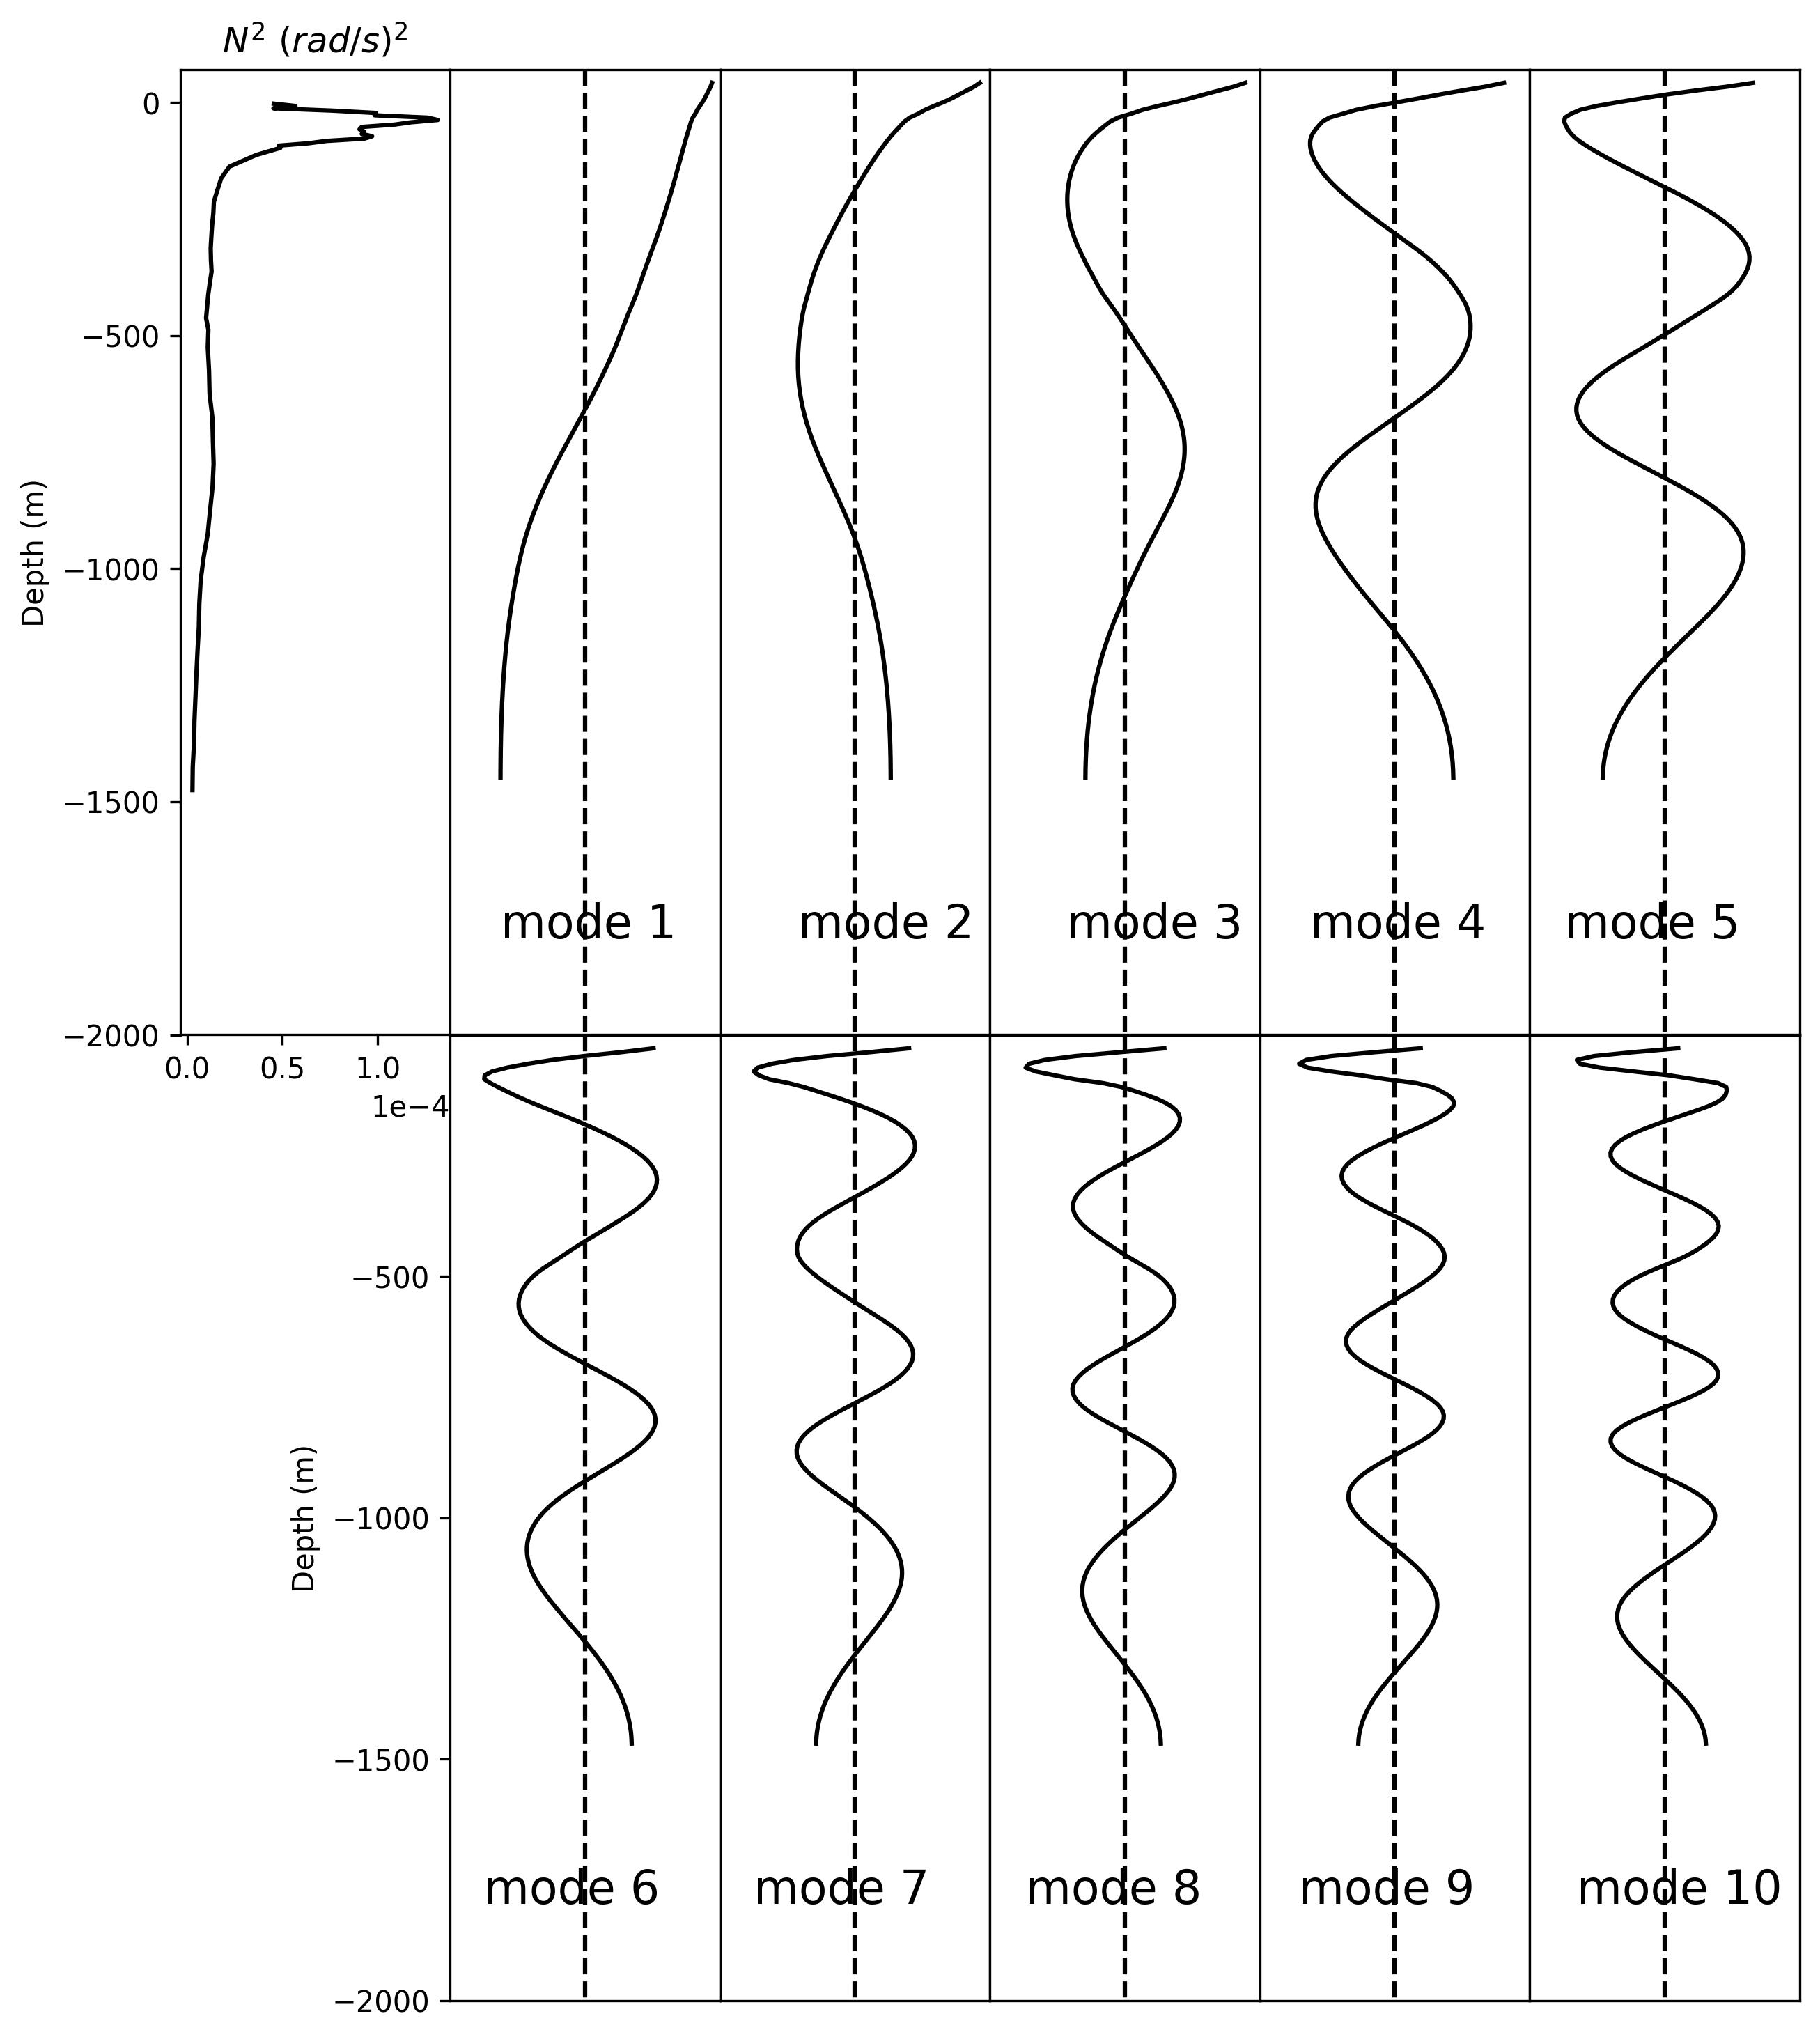 N² (rad/s)²
0
−500
−1000
−1500
−2000
Depth (m)
mode 1
mode 2
mode 3
mode 4
mode 5
0.0 0.5 1.0
1e−4
−500
−1000
−1500
−2000
Depth (m)
mode 6
mode 7
mode 8
mode 9
mode 10